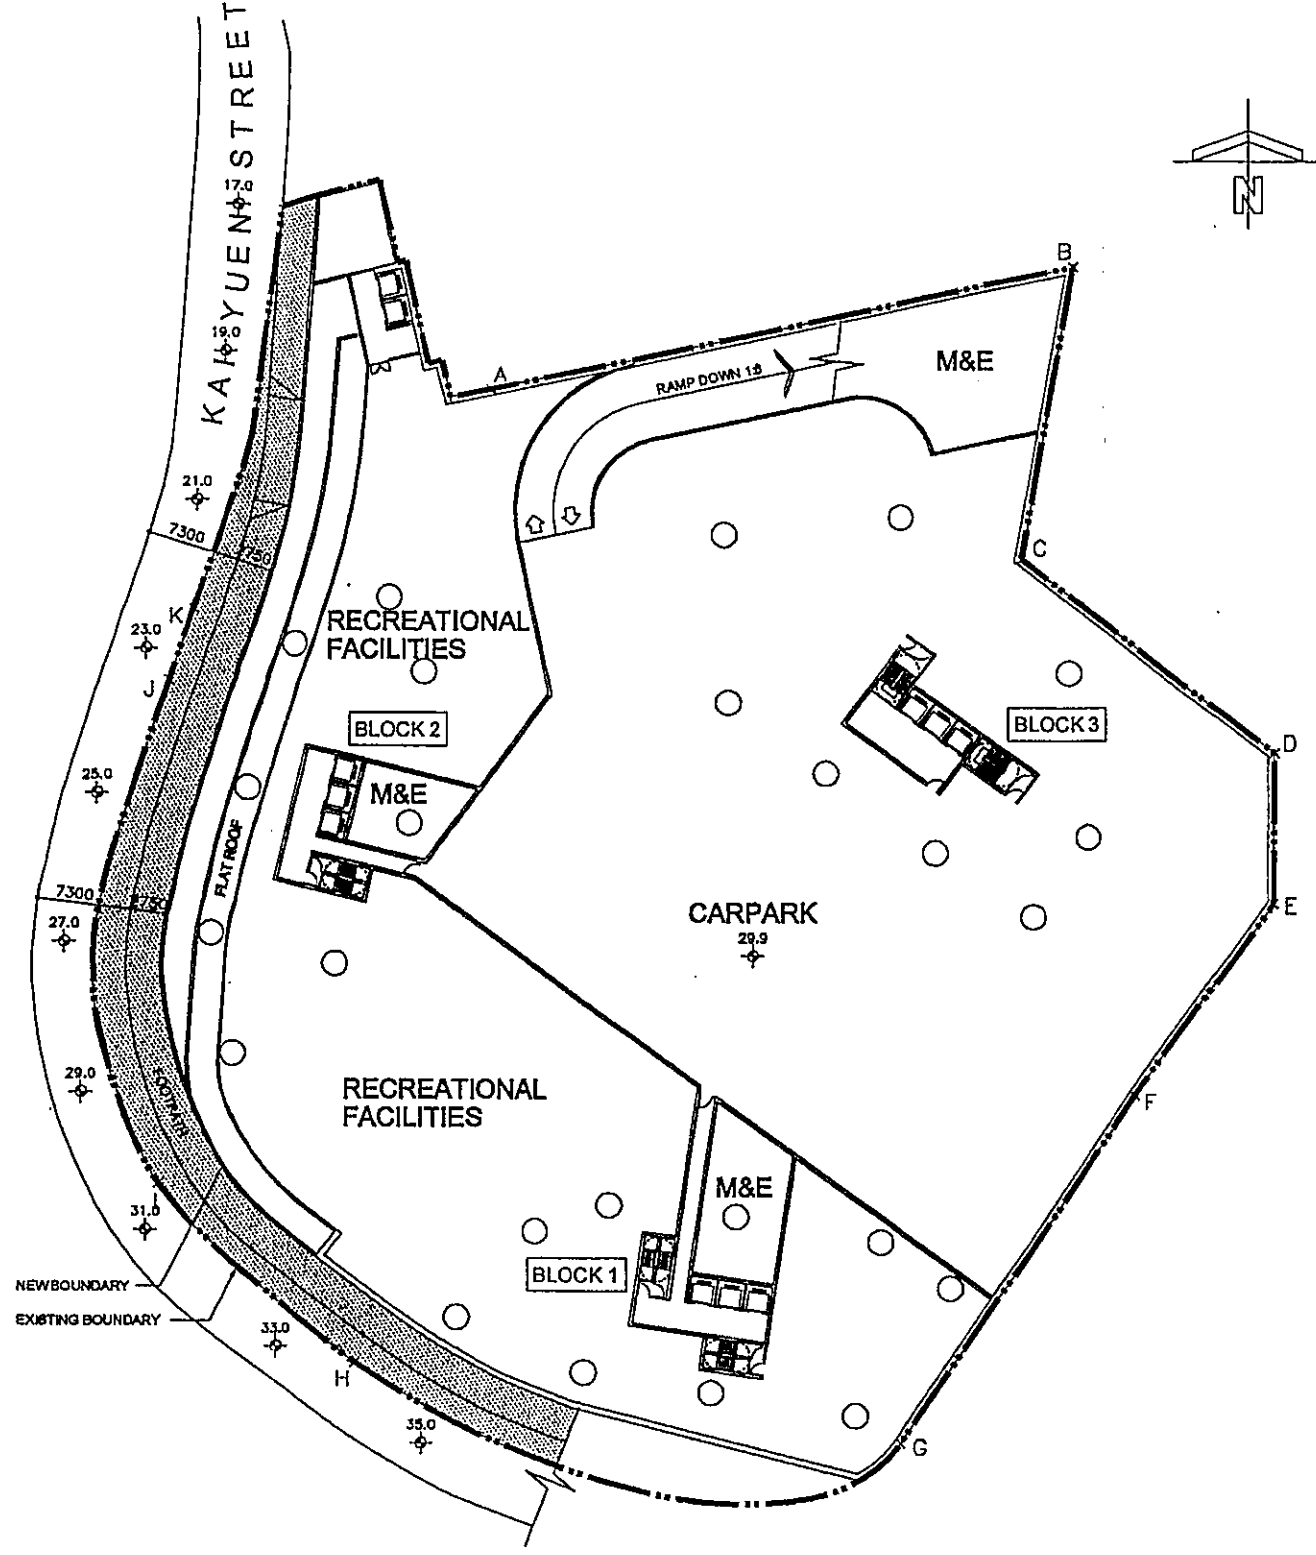 KAI YUEN STREET
17.0
N
B
19.0
A
RAMP DOWN 1:8
M&E
21.0
7300
1750
C
K
RECREATIONAL
FACILITIES
23.0
J
BLOCK 2
BLOCK 3
D
25.0
M&E
FLAT ROOF
7300
1750
E
CARPARK
29.9
27.0
29.0
FOOTPATH
RECREATIONAL
FACILITIES
F
M&E
I
31.0
BLOCK 1
NEW BOUNDARY
EXISTING BOUNDARY
33.0
H
35.0
G